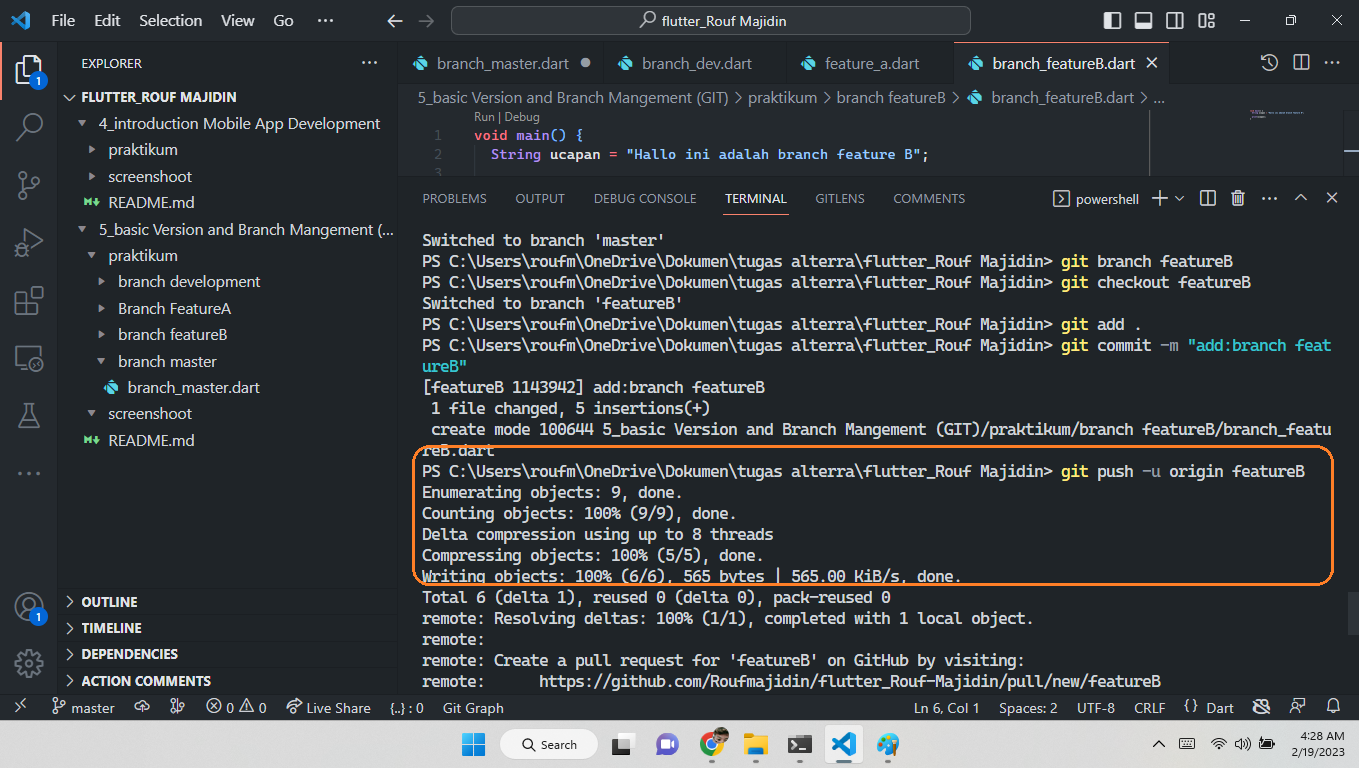 File Edit Selection View Go ··· flutter_Rouf Majidin
EXPLORER ···
FLUTTER_ROUF MAJIDIN
4_introduction Mobile App Development
praktikum
screenshoot
README.md
5_basic Version and Branch Mangement (...
praktikum
branch development
Branch FeatureA
branch featureB
branch master
branch_master.dart
screenshoot
README.md
OUTLINE
TIMELINE
DEPENDENCIES
ACTION COMMENTS
1
1
branch_master.dart branch_dev.dart feature_a.dart branch_featureB.dart
5_basic Version and Branch Mangement (GIT) > praktikum > branch featureB > branch_featureB.dart > ...
Run | Debug
1 void main() {
2 String ucapan = "Hallo ini adalah branch feature B";
3
PROBLEMS OUTPUT DEBUG CONSOLE TERMINAL GITLENS COMMENTS powershell
Switched to branch 'master'
PS C:\Users\roufm\OneDrive\Dokumen\tugas alterra\flutter_Rouf Majidin> git branch featureB
PS C:\Users\roufm\OneDrive\Dokumen\tugas alterra\flutter_Rouf Majidin> git checkout featureB
Switched to branch 'featureB'
PS C:\Users\roufm\OneDrive\Dokumen\tugas alterra\flutter_Rouf Majidin> git add .
PS C:\Users\roufm\OneDrive\Dokumen\tugas alterra\flutter_Rouf Majidin> git commit -m "add:branch feat
ureB"
[featureB 1143942] add:branch featureB
1 file changed, 5 insertions(+)
create mode 100644 5_basic Version and Branch Mangement (GIT)/praktikum/branch featureB/branch_featu
reB.dart
PS C:\Users\roufm\OneDrive\Dokumen\tugas alterra\flutter_Rouf Majidin> git push -u origin featureB
Enumerating objects: 9, done.
Counting objects: 100% (9/9), done.
Delta compression using up to 8 threads
Compressing objects: 100% (5/5), done.
Writing objects: 100% (6/6), 565 bytes | 565.00 KiB/s, done.
Total 6 (delta 1), reused 0 (delta 0), pack-reused 0
remote: Resolving deltas: 100% (1/1), completed with 1 local object.
remote:
remote: Create a pull request for 'featureB' on GitHub by visiting:
remote: https://github.com/Roufmajidin/flutter_Rouf-Majidin/pull/new/featureB
master 0 0 Live Share {..} : 0 Git Graph Ln 6, Col 1 Spaces: 2 UTF-8 CRLF {} Dart
Search
4:28 AM
2/19/2023